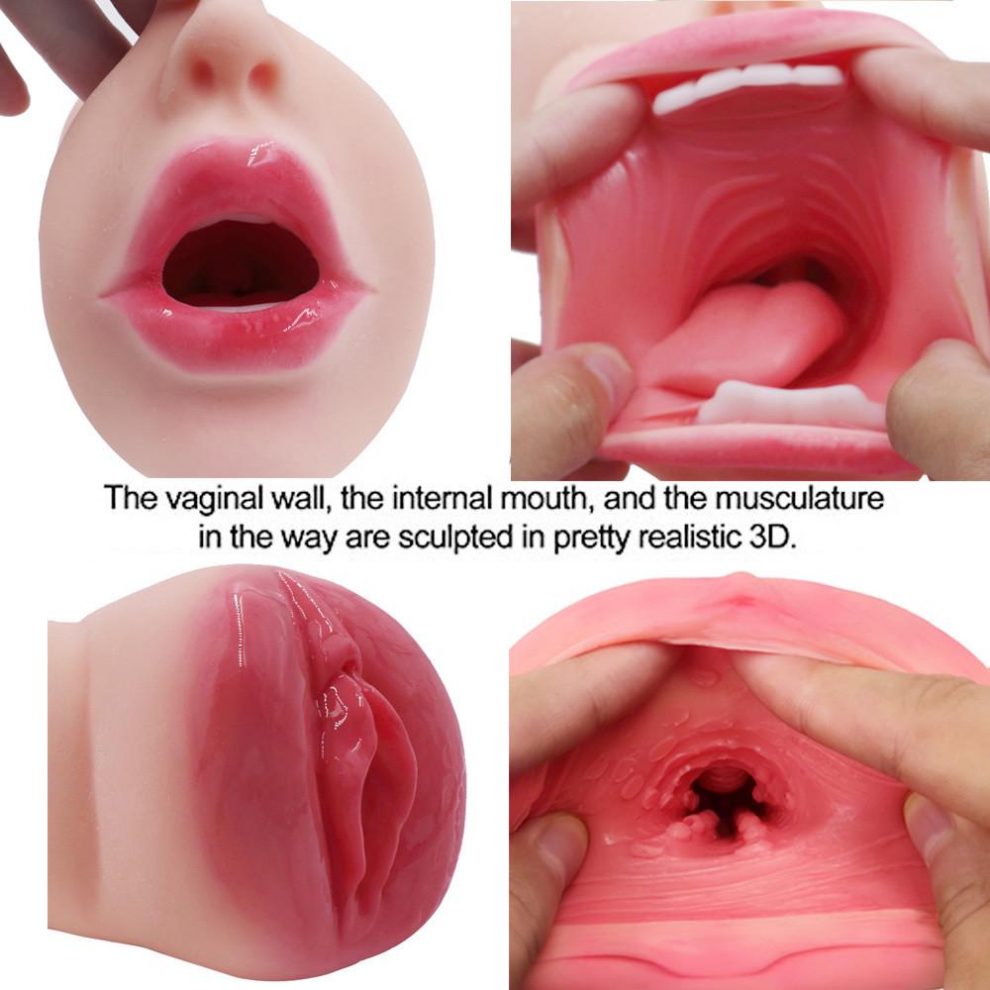 The vaginal wall, the internal mouth, and the musculature
in the way are sculpted in pretty realistic 3D.